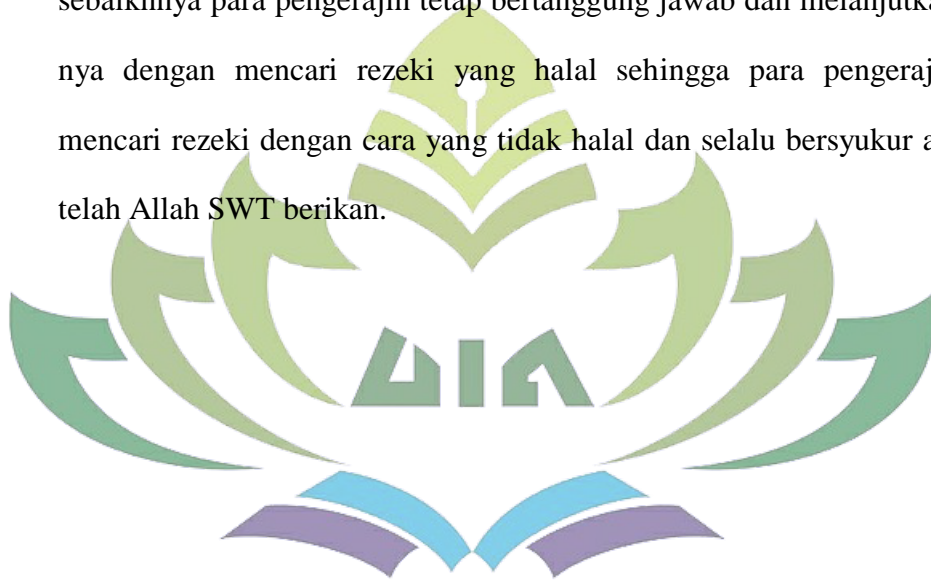 sebaiknya para pengerajin tetap bertanggung jawab dan melanjutka
nya dengan mencari rezeki yang halal sehingga para pengeraj
mencari rezeki dengan cara yang tidak halal dan selalu bersyukur a
telah Allah SWT berikan.
UIN